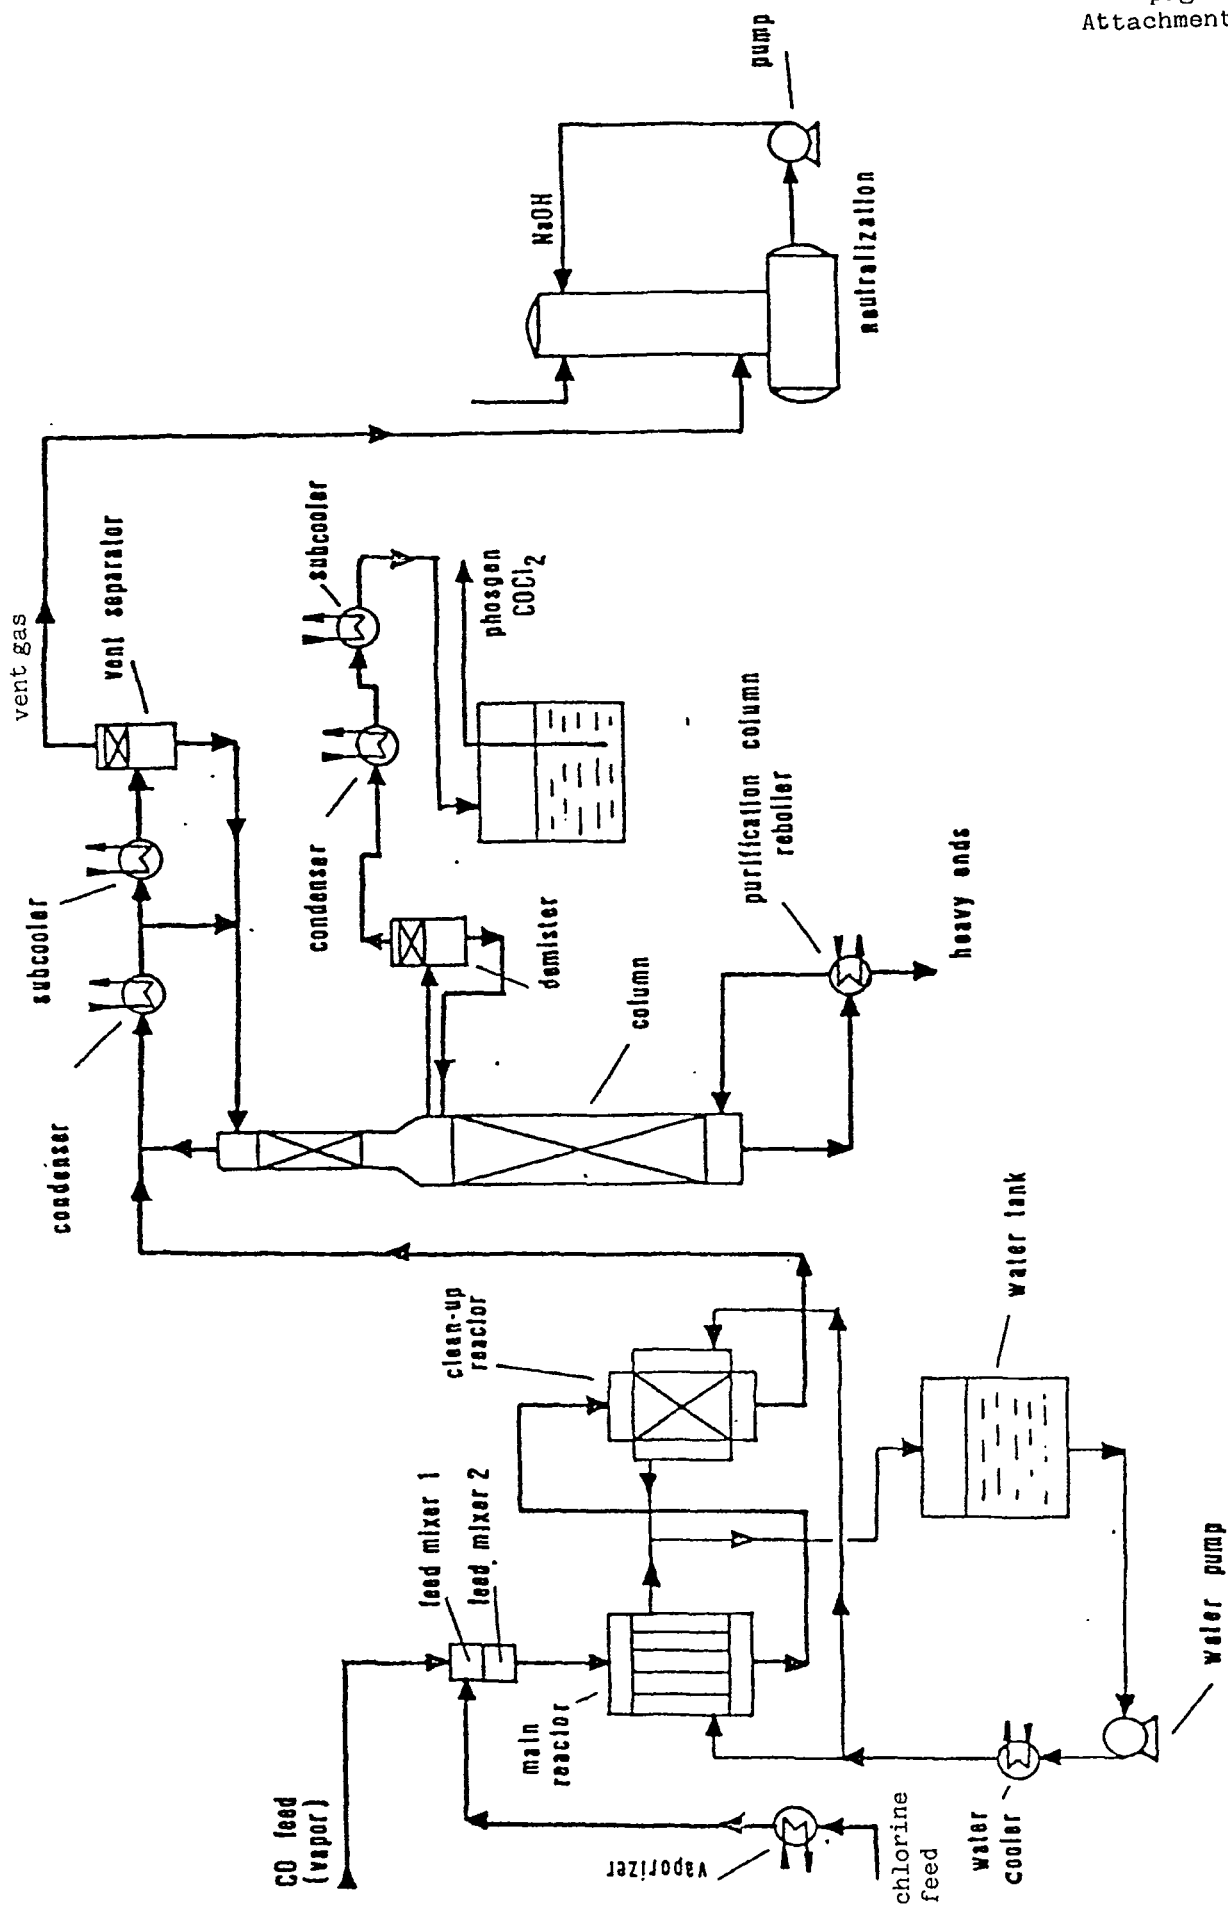 Attachment
pump
NaOH
neutralization
vent gas
vent separator
subcooler
phosgen
COCl2
subcooler
condenser
demister
condenser
column
purification column
reboiler
heavy ends
clean-up
reactor
water tank
feed mixer 1
feed mixer 2
main
reactor
CO feed
(vapor)
vaporizer
chlorine
feed
water
cooler
water pump